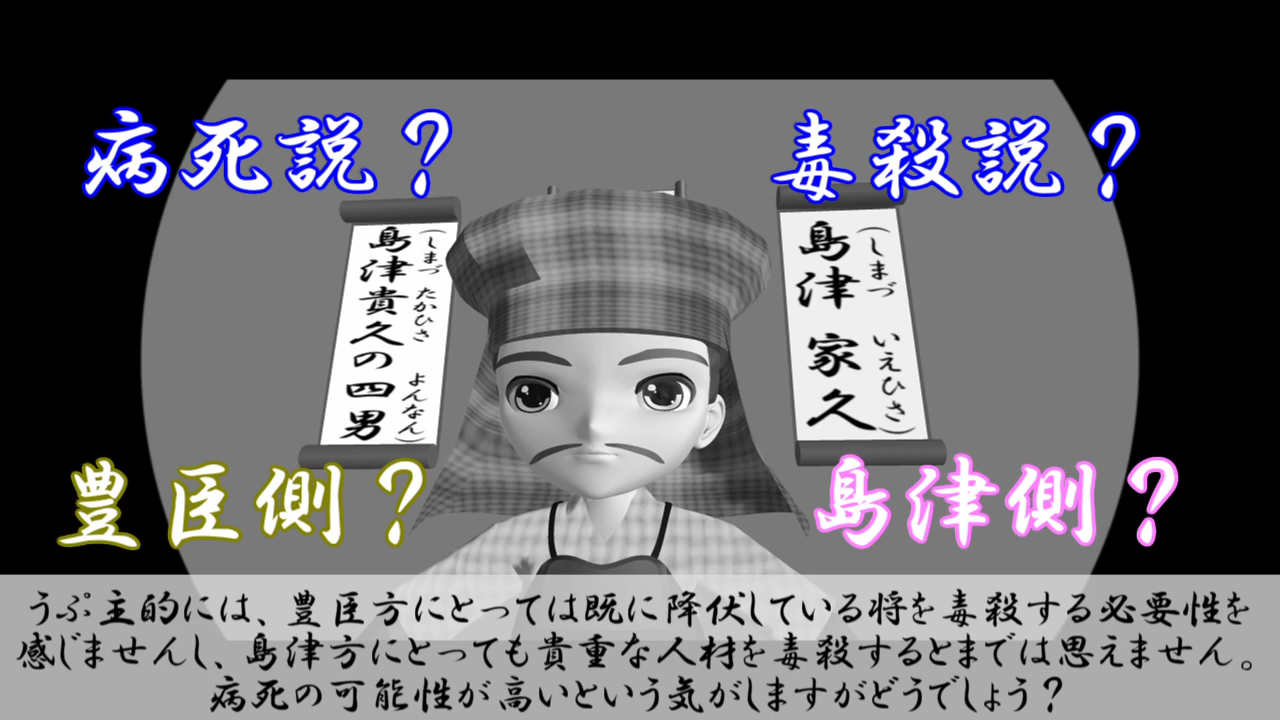 病死説?
毒殺説?
島津貴久の四男
(しまづ たかひさ よんなん)
島津 家久
(しまづ いえひさ)
豊臣側?
島津側?
うぷ主的には、豊臣方にとっては既に降伏している将を毒殺する必要性を
感じませんし、島津方にとっても貴重な人材を毒殺するとまでは思えません。
病死の可能性が高いという気がしますがどうでしょう?